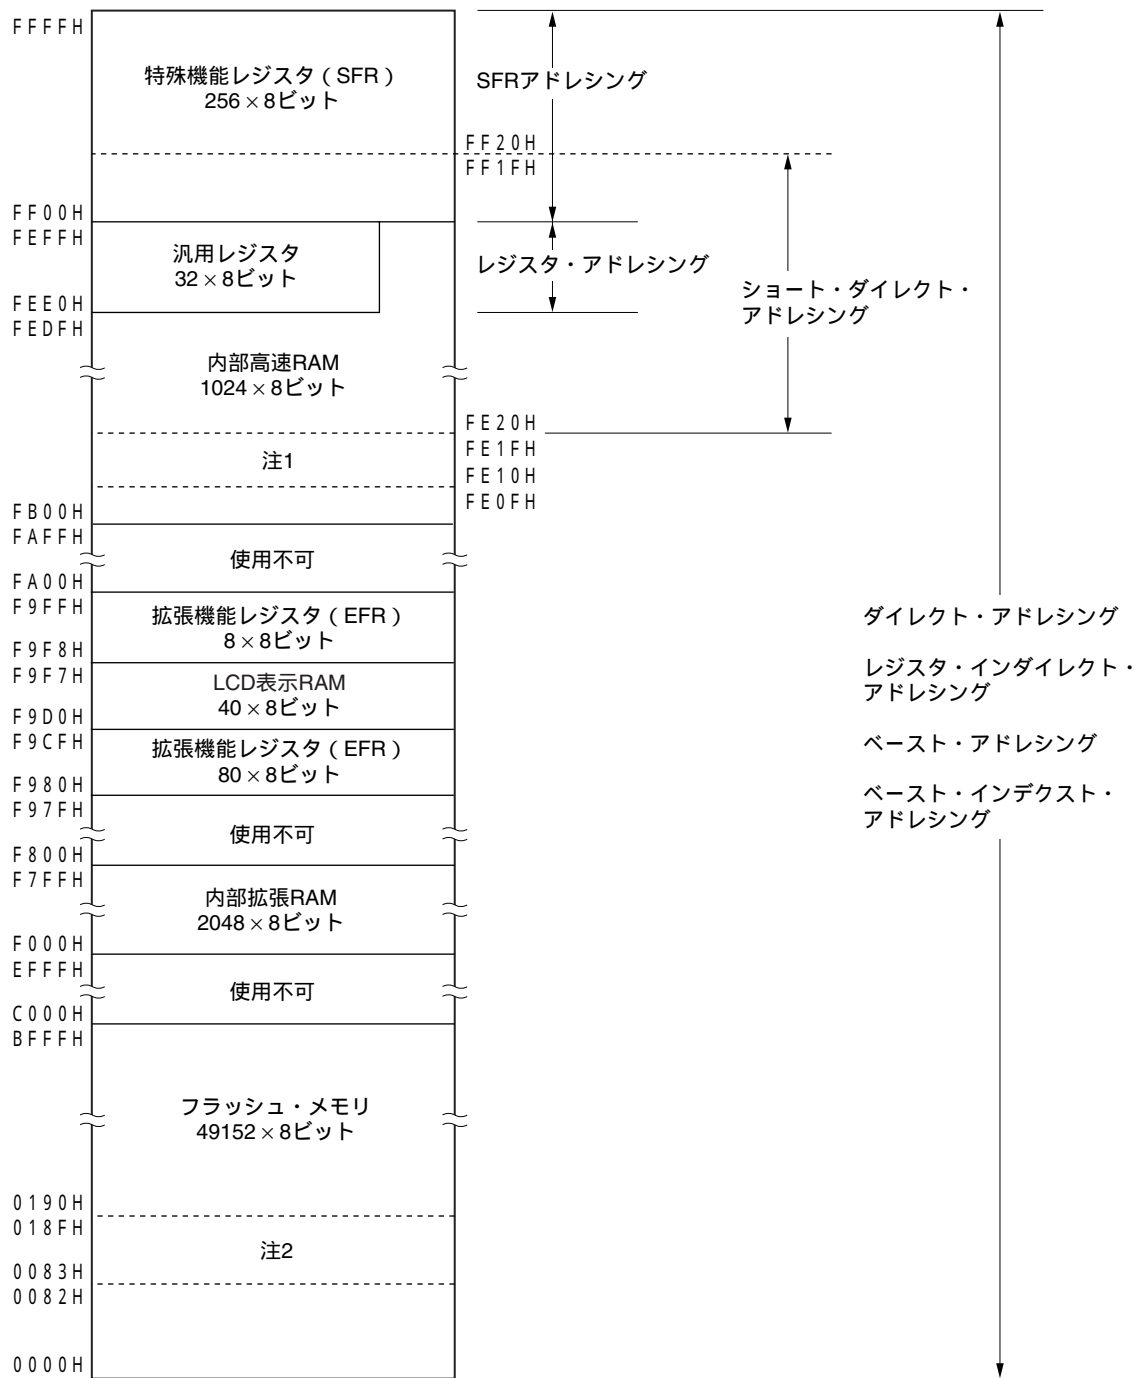 FFFFH
特殊機能レジスタ（SFR）
256×8ビット
SFRアドレシング
FF20H
FF1FH
FF00H
FEFFH
汎用レジスタ
32×8ビット
レジスタ・アドレシング
ショート・ダイレクト・
アドレシング
FEE0H
FEDFH
内部高速RAM
1024×8ビット
FE20H
FE1FH
注1
FE10H
FE0FH
FB00H
FAFFH
使用不可
FA00H
F9FFH
拡張機能レジスタ（EFR）
8×8ビット
F9F8H
F9F7H
LCD表示RAM
40×8ビット
F9D0H
F9CFH
拡張機能レジスタ（EFR）
80×8ビット
F980H
F97FH
使用不可
F800H
F7FFH
内部拡張RAM
2048×8ビット
F000H
EFFFH
使用不可
C000H
BFFFH
フラッシュ・メモリ
49152×8ビット
0190H
018FH
注2
0083H
0082H
0000H
ダイレクト・アドレシング
レジスタ・インダイレクト・
アドレシング
ベースト・アドレシング
ベースト・インデクスト・
アドレシング